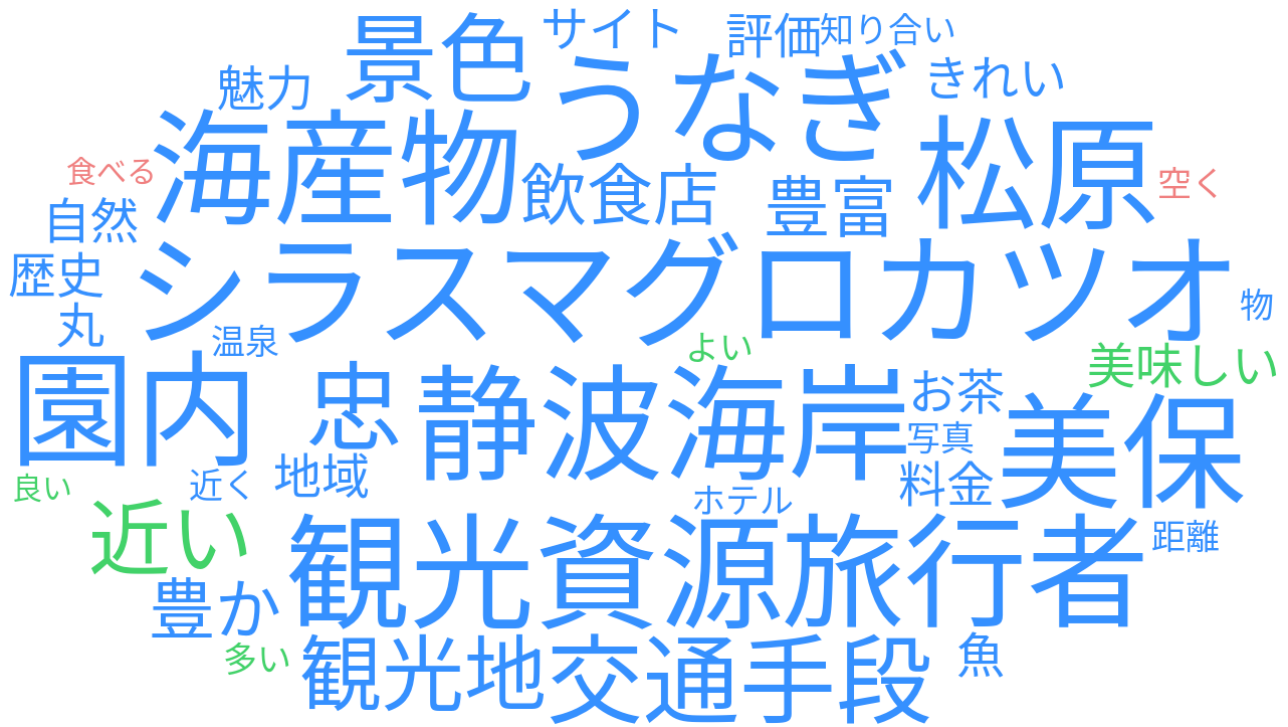 景色 サイト 評価 知り合い
魅力 うなぎ きれい
海産物 松原
食べる 飲食店 豊富 空く
自然
歴史 シラス マグロ カツオ 物
丸 温泉 よい 美味しい
園内 忠 静波海岸 お茶 美保
写真
良い 近く 地域 ホテル 料金
近い 観光資源 旅行者 距離
豊か
多い 観光地 交通手段 魚